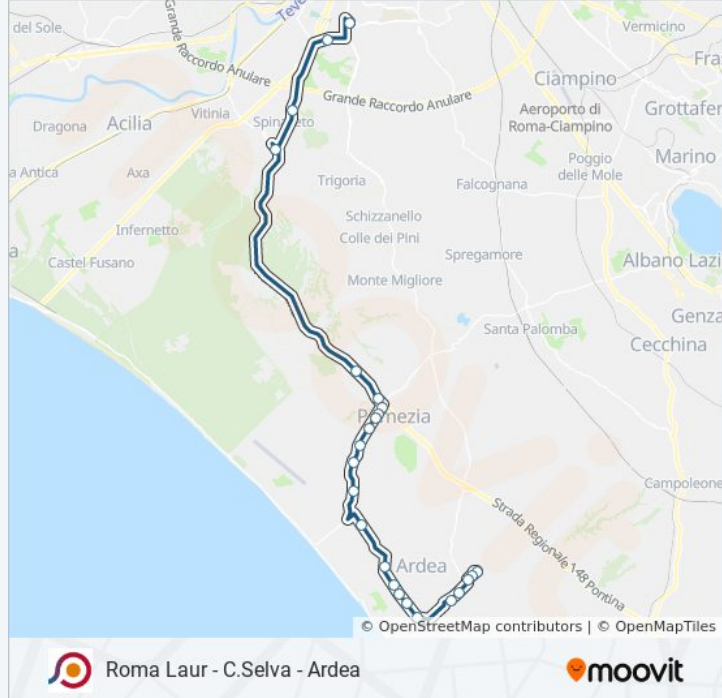 del Sole
Teve
Vermicino
Grande Raccordo Anulare
Fra
Ciampino
Grande Raccordo Anulare
Grottafer
Aeroporto di
Roma-Ciampino
Dragona
Acilia
Vitinia
Spinaceto
Marino
Poggio
delle Mole
a Antica
Axa
Trigoria
Falcognana
Schizzanello
Colle dei Pini
Infernetto
a
Castel Fusano
Spregamore
Albano Lazi
Monte Migliore
Genza
Santa Palomba
Cecchina
Pomezia
Campoleone
Strada Regionale 148 Pontina
Ardea
© OpenStreetMap contributors | © OpenMapTiles
Roma Laur - C.Selva - Ardea
moovit